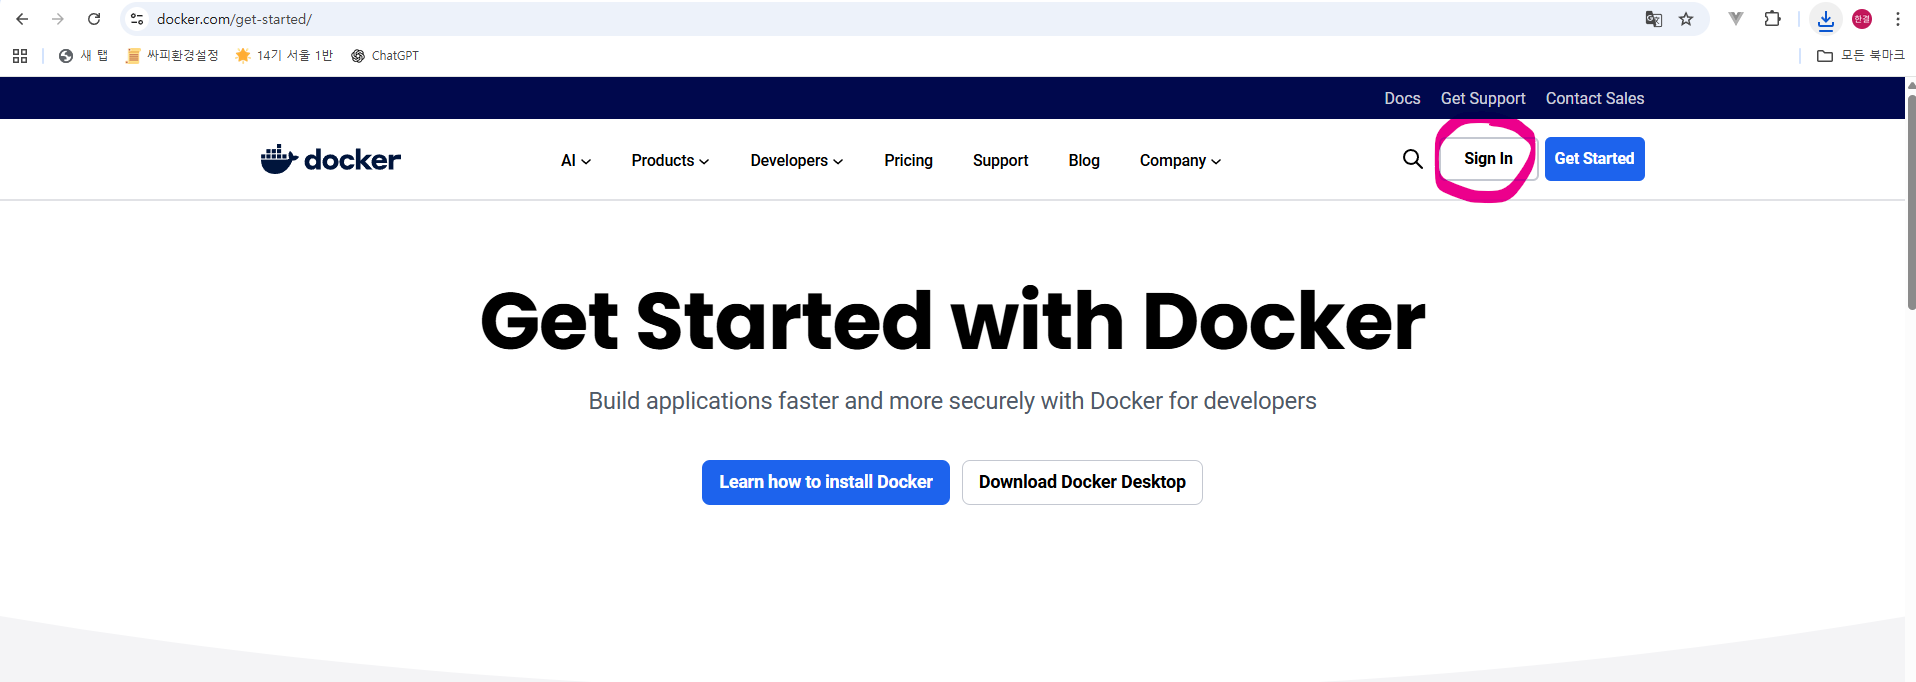 docker.com/get-started/
한결
새 탭 싸피환경설정 14기 서울 1반 ChatGPT 모든 북마크
Docs Get Support Contact Sales
docker AI Products Developers Pricing Support Blog Company Sign In Get Started
Get Started with Docker
Build applications faster and more securely with Docker for developers
Learn how to install Docker Download Docker Desktop